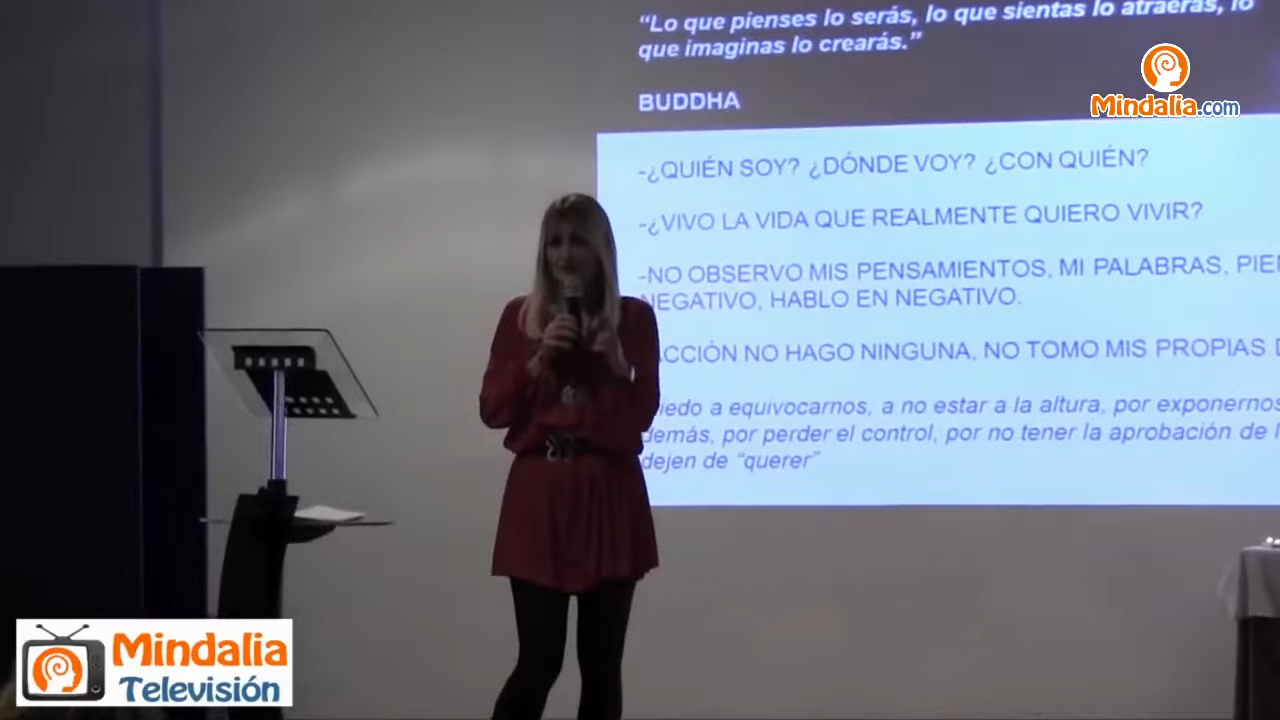 “Lo que pienses lo serás, lo que sientas lo atraerás, lo
que imaginas lo crearás.”
BUDDHA
Mindalia.com
-¿QUIÉN SOY? ¿DÓNDE VOY? ¿CON QUIÉN?
-¿VIVO LA VIDA QUE REALMENTE QUIERO VIVIR?
-NO OBSERVO MIS PENSAMIENTOS, MI PALABRAS,
NEGATIVO, HABLO EN NEGATIVO.
NO HAGO NINGUNA, NO TOMO MIS PROPIAS
a equivocarnos, a no estar a la altura, por exponernos
por perder el control, por no tener la aprobación de
dejen de “querer”
Mindalia
Televisión